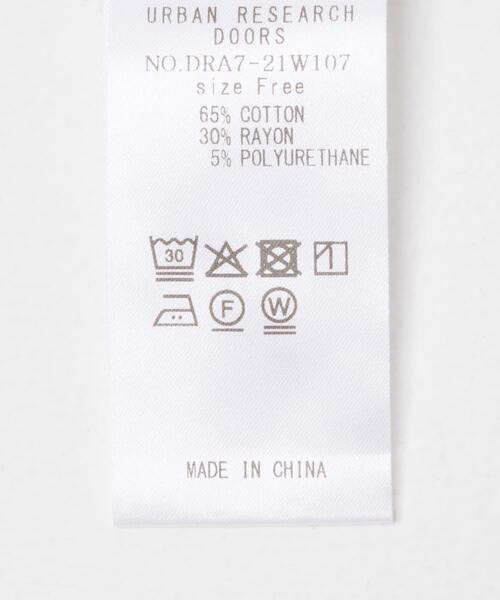 URBAN RESEARCH
DOORS
NO.DRA7-21W107
size Free
65% COTTON
30% RAYON
5% POLYURETHANE
30
F
W
MADE IN CHINA